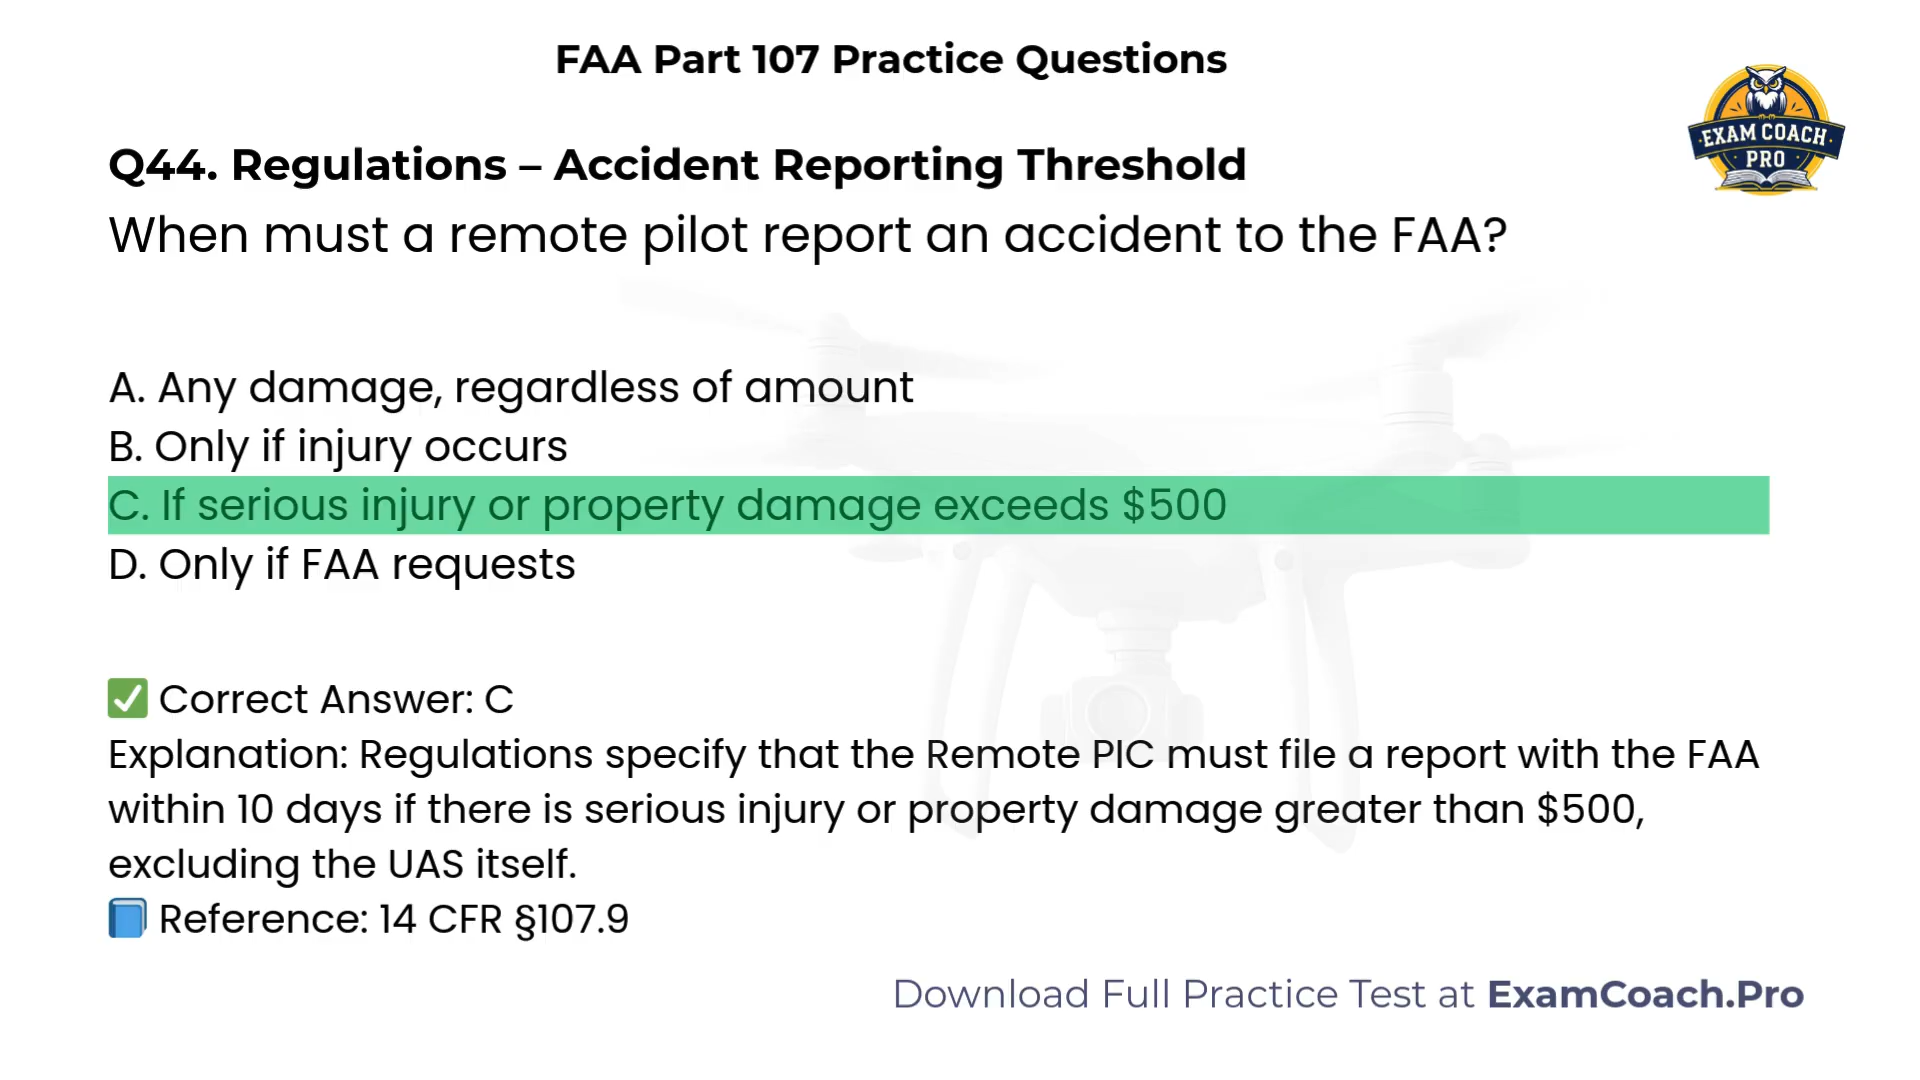 FAA Part 107 Practice Questions
EXAM COACH
PRO
Q44. Regulations – Accident Reporting Threshold
When must a remote pilot report an accident to the FAA?
A. Any damage, regardless of amount
B. Only if injury occurs
C. If serious injury or property damage exceeds $500
D. Only if FAA requests
✅ Correct Answer: C
Explanation: Regulations specify that the Remote PIC must file a report with the FAA
within 10 days if there is serious injury or property damage greater than $500,
excluding the UAS itself.
📘 Reference: 14 CFR §107.9
Download Full Practice Test at ExamCoach.Pro